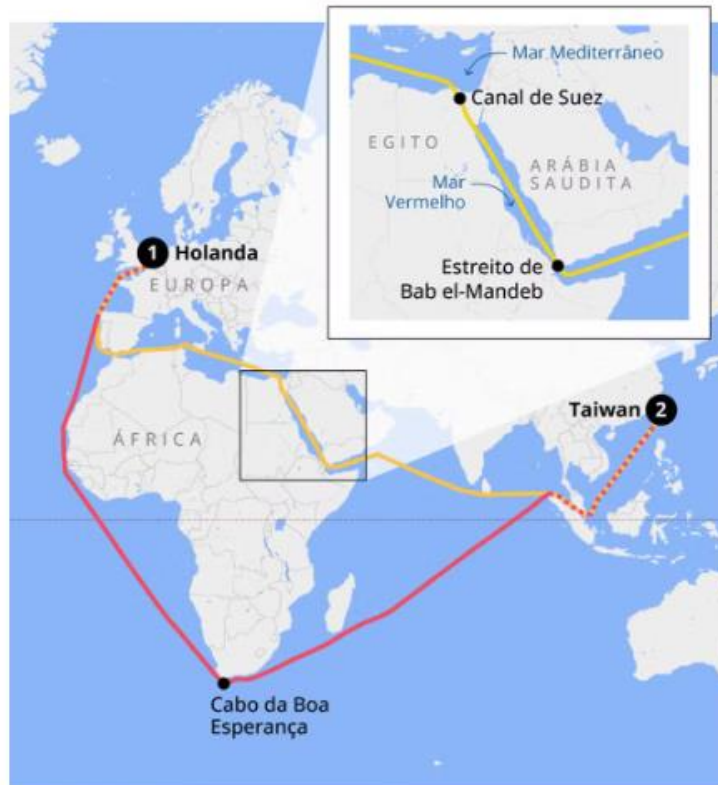 Mar Mediterrâneo
Canal de Suez
EGITO
ARÁBIA
SAUDITA
Mar
Vermelho
Estreito de
Bab el-Mandeb
1 Holanda
EUROPA
Taiwan 2
ÁFRICA
Cabo da Boa
Esperança